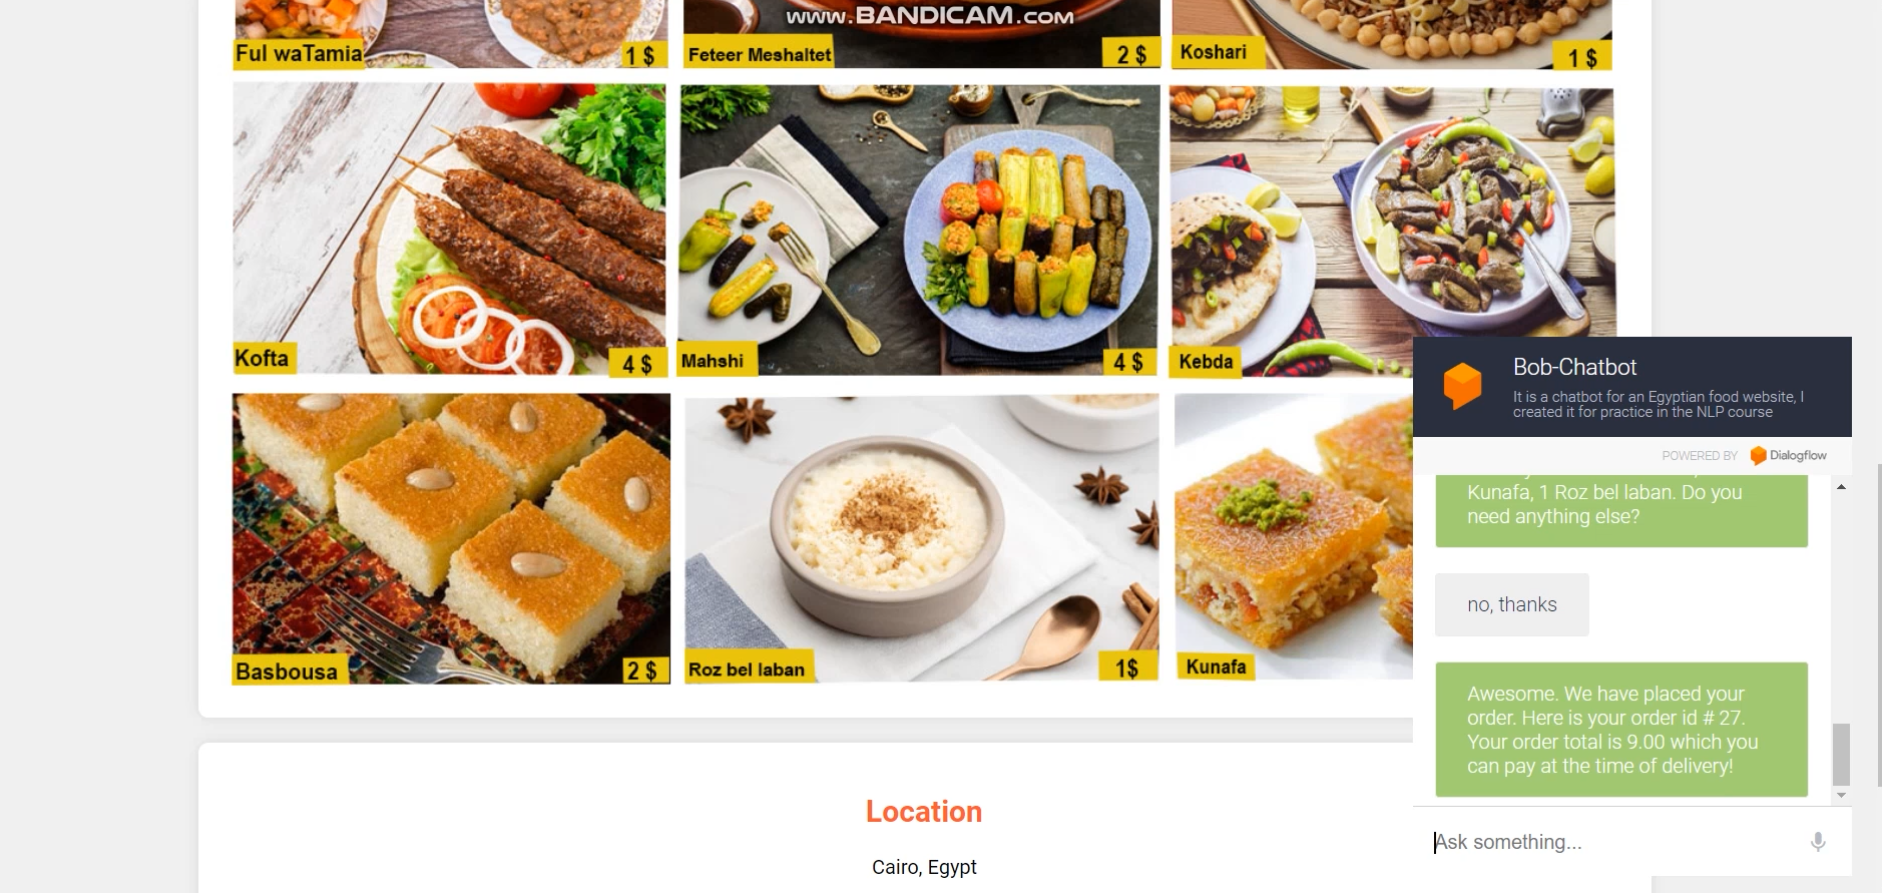 www.BANDICAM.com
Ful waTamia
1 $
Feteer Meshaltet
2 $
Koshari
1 $
Kofta
4 $
Mahshi
4 $
Kebda
Basbousa
2 $
Roz bel laban
1$
Kunafa
Location
Cairo, Egypt
Bob-Chatbot
It is a chatbot for an Egyptian food website, I
created it for practice in the NLP course
POWERED BY Dialogflow
Kunafa, 1 Roz bel laban. Do you
need anything else?
no, thanks
Awesome. We have placed your
order. Here is your order id # 27.
Your order total is 9.00 which you
can pay at the time of delivery!
Ask something...